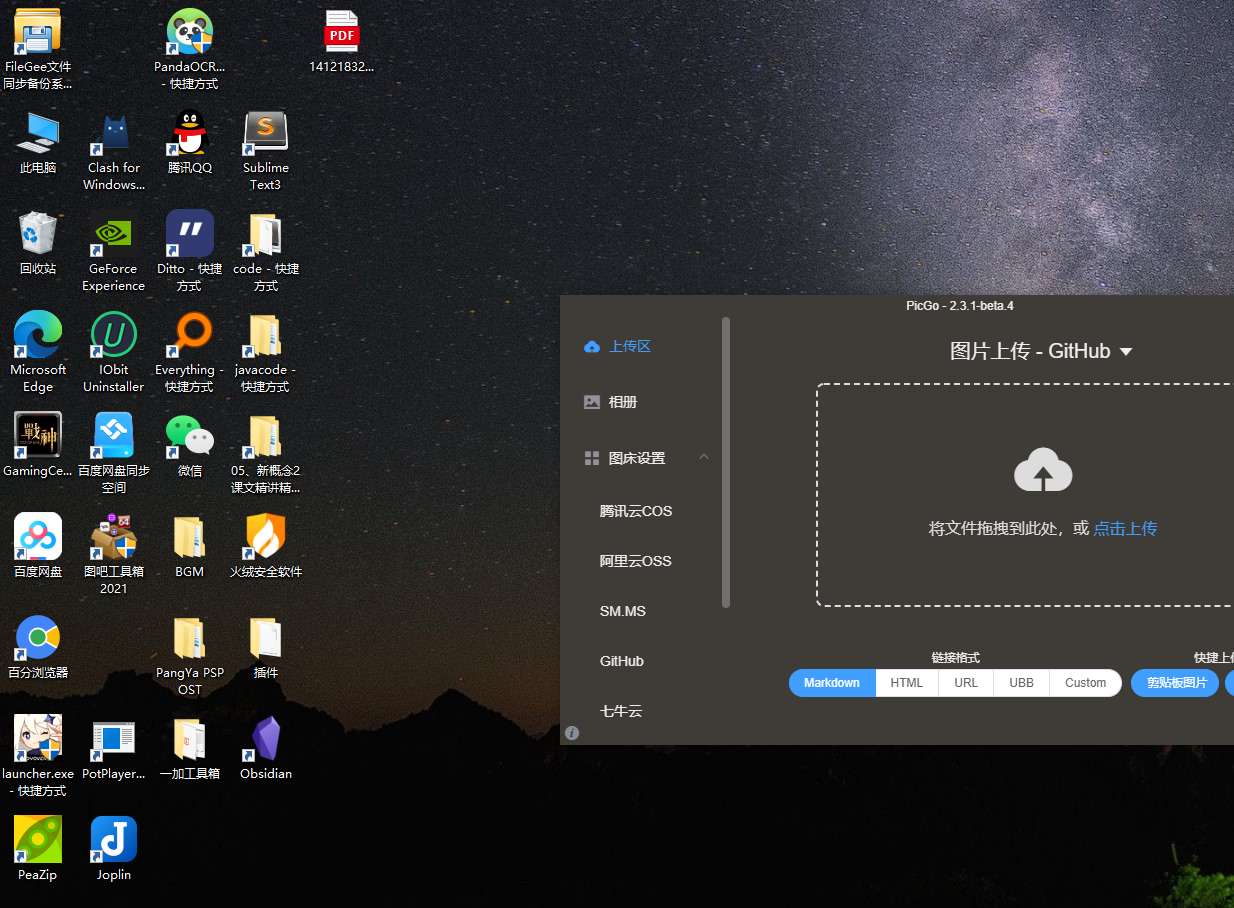 FileGee文件
同步备份系...
PandaOCR...
- 快捷方式
PDF
14121832...
此电脑
Clash for
Windows...
腾讯QQ
Sublime
Text3
回收站
GeForce
Experience
Ditto - 快捷
方式
code - 快捷
方式
Microsoft
Edge
IObit
Uninstaller
Everything -
快捷方式
javacode -
快捷方式
戰神
GamingCe...
百度网盘同步
空间
微信
05、新概念2
课文精讲精...
百度网盘
图吧工具箱
2021
BGM
火绒安全软件
百分浏览器
PangYa PSP
OST
插件
launcher.exe
- 快捷方式
PotPlayer...
一加工具箱
Obsidian
PeaZip
Joplin
PicGo - 2.3.1-beta.4
上传区
相册
图床设置
腾讯云COS
阿里云OSS
SM.MS
GitHub
七牛云
图片上传 - GitHub
将文件拖拽到此处，或 点击上传
链接格式
Markdown HTML URL UBB Custom
快捷上
剪贴板图片